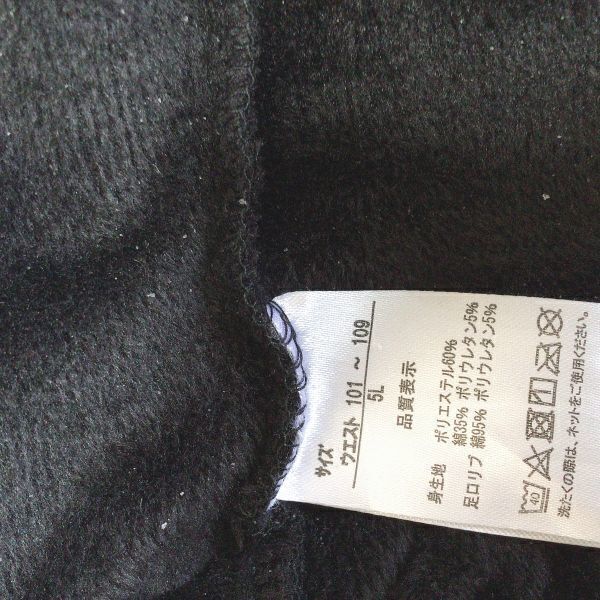 サイズ
ウエスト 101 ～ 109
5L
品質表示
身生地 ポリエステル60%
綿35% ポリウレタン5%
足口リブ 綿95% ポリウレタン5%
40
洗たくの際は、ネットをご使用ください。